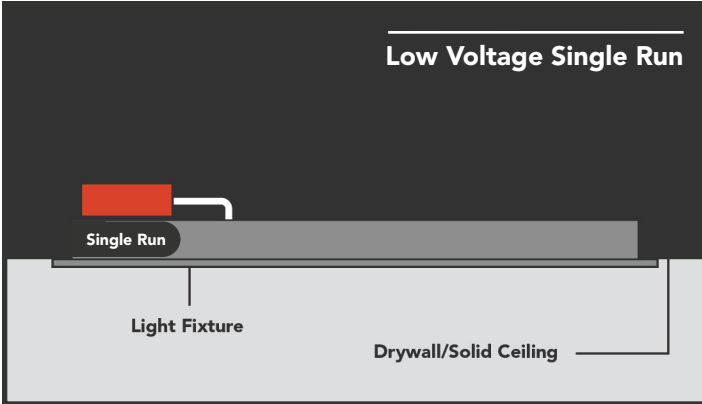 Low Voltage Single Run
Single Run
Light Fixture
Drywall/Solid Ceiling